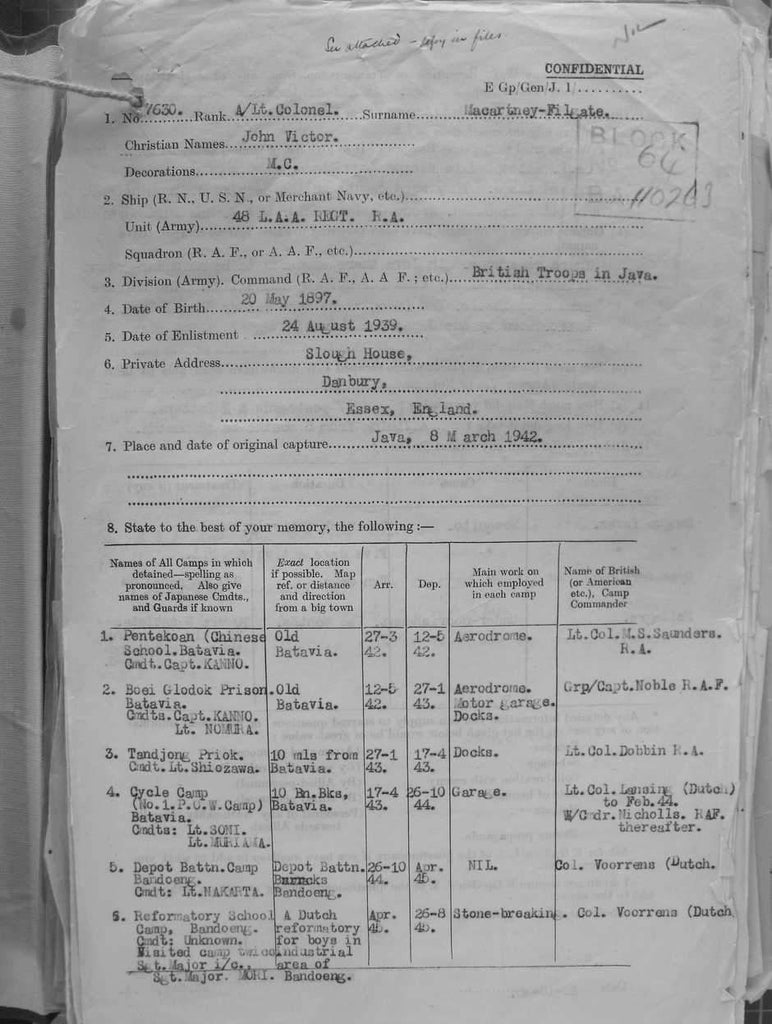 See attached – copy in files.
CONFIDENTIAL
E Gp/Gen/J. 1/..........
1. No. 7630. Rank A/Lt.Colonel. Surname Macartney-Filgate.
BLOCK
64
110263
Christian Names John Victor.
Decorations M.C.
2. Ship (R. N., U. S. N., or Merchant Navy, etc.)
Unit (Army) 48 L.A.A. REGT. R.A.
Squadron (R. A. F., or A. A. F., etc.)
3. Division (Army). Command (R. A. F., A. A F. ; etc.) British Troops in Java.
4. Date of Birth 20 May 1897.
5. Date of Enlistment 24 August 1939.
6. Private Address Slough House,
Danbury,
Essex, England.
7. Place and date of original capture Java, 8 M arch 1942.
8. State to the best of your memory, the following :—
Names of All Camps in which detained—spelling as pronounced. Also give names of Japanese Cmdts., and Guards if known
Exact location if possible. Map ref. or distance and direction from a big town
Arr.
Dep.
Main work on which employed in each camp
Name of British (or American etc.), Camp Commander
1. Pentekoan (Chinese Old 27-3 12-5 Aerodrome. Lt.Col.M.S.Saunders.
School.Batavia. Batavia. 42. 42. R.A.
Cmdt.Capt.KANNO.
2. Boei Glodok Prison. Old 12-5 27-1 Aerodrome. Grp/Capt.Noble R.A.F.
Batavia. Batavia. 42. 43. Motor garage.
Cmdts.Capt.KANNO. Docks.
Lt. NOMURA.
3. Tandjong Priok. 10 mls from 27-1 17-4 Docks. Lt.Col.Dobbin R.A.
Cmdt.Lt.Shiozawa. Batavia. 43. 43.
4. Cycle Camp 10 Bn.Bks, 17-4 26-10 Garage. Lt.Col.Lansing (Dutch)
(No.1.P.O.W.Camp) Batavia. 43. 44. to Feb.44.
Batavia. W/Cmdr.Nicholls. RAF.
Cmdts: Lt.SONI. thereafter.
Lt.
5. Depot Battn.Camp Depot Battn. 26-10 Apr. NIL. Col. Voorrens (Dutch.
Bandoeng. Barracks 44. 45.
Cmdt: Lt.NAKATA. Bandoeng.
6. Reformatory School A Dutch Apr. 26-8 Stone-breaking. Col. Voorrens (Dutch
Camp, Bandoeng. reformatory 45. 45.
Cmdt: Unknown. for boys in
Visited camp twice industrial
Sgt.Major i/c., area of
Sgt.Major. MORI. Bandoeng.